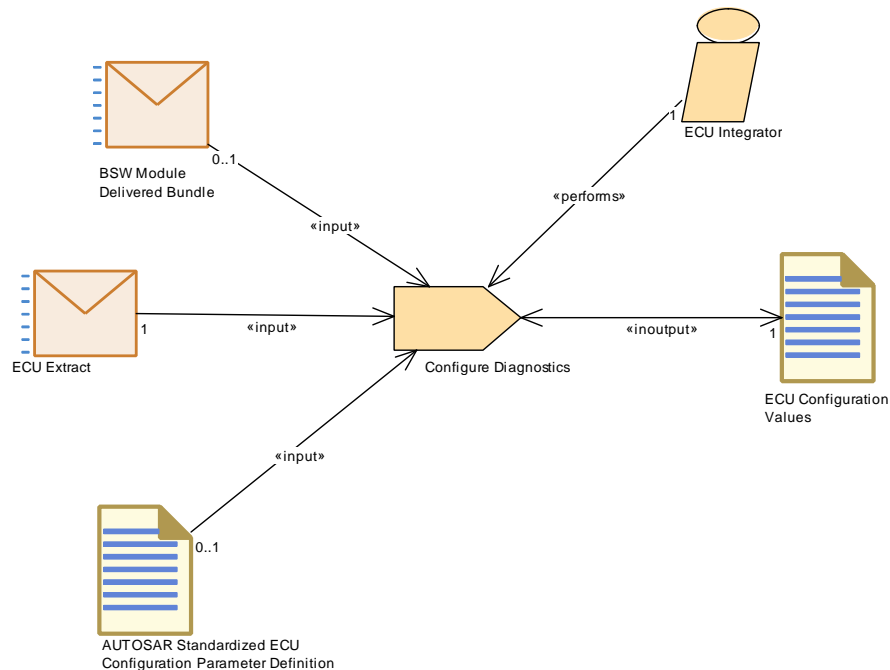 1
ECU Integrator
0..1
BSW Module
Delivered Bundle
«performs»
«input»
1
ECU Extract
«input»
Configure Diagnostics
«inoutput»
1
ECU Configuration
Values
«input»
0..1
AUTOSAR Standardized ECU
Configuration Parameter Definition